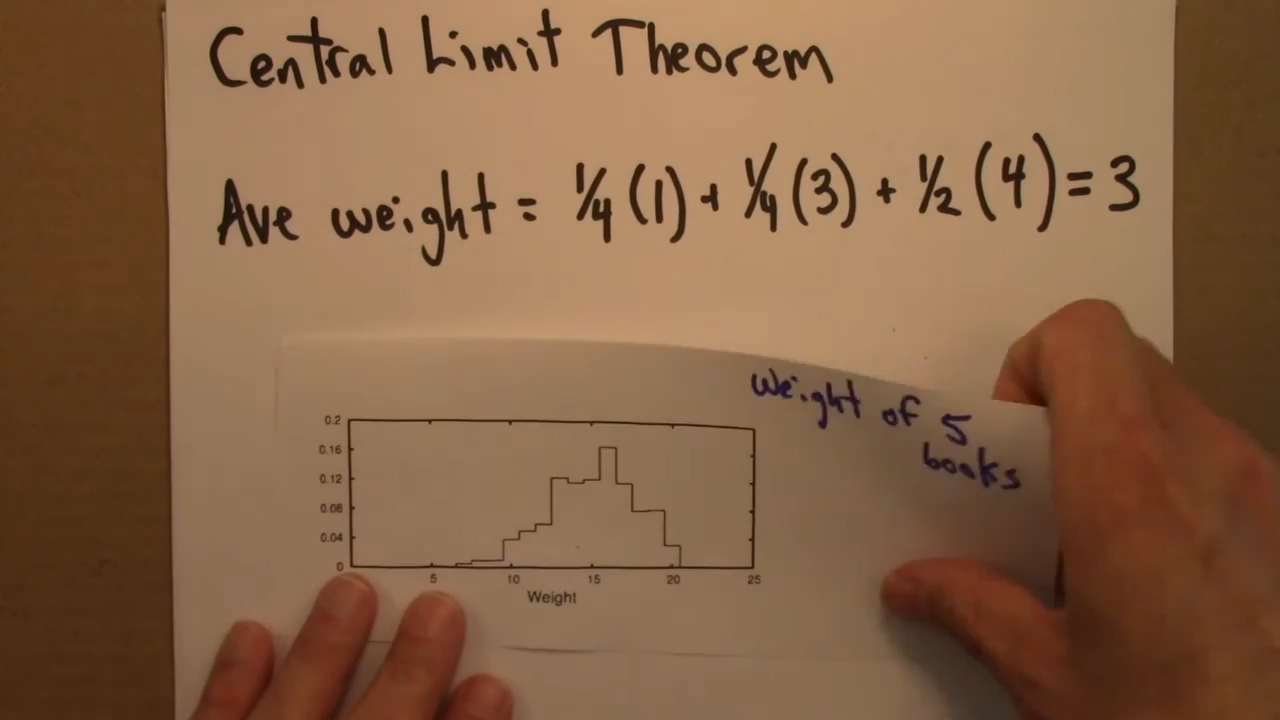 Central Limit Theorem
Ave weight = 1/4 (1) + 1/4 (3) + 1/2 (4) = 3
Weight of 5
books
0.2
0.16
0.12
0.08
0.04
0
5 10 15 20 25
Weight